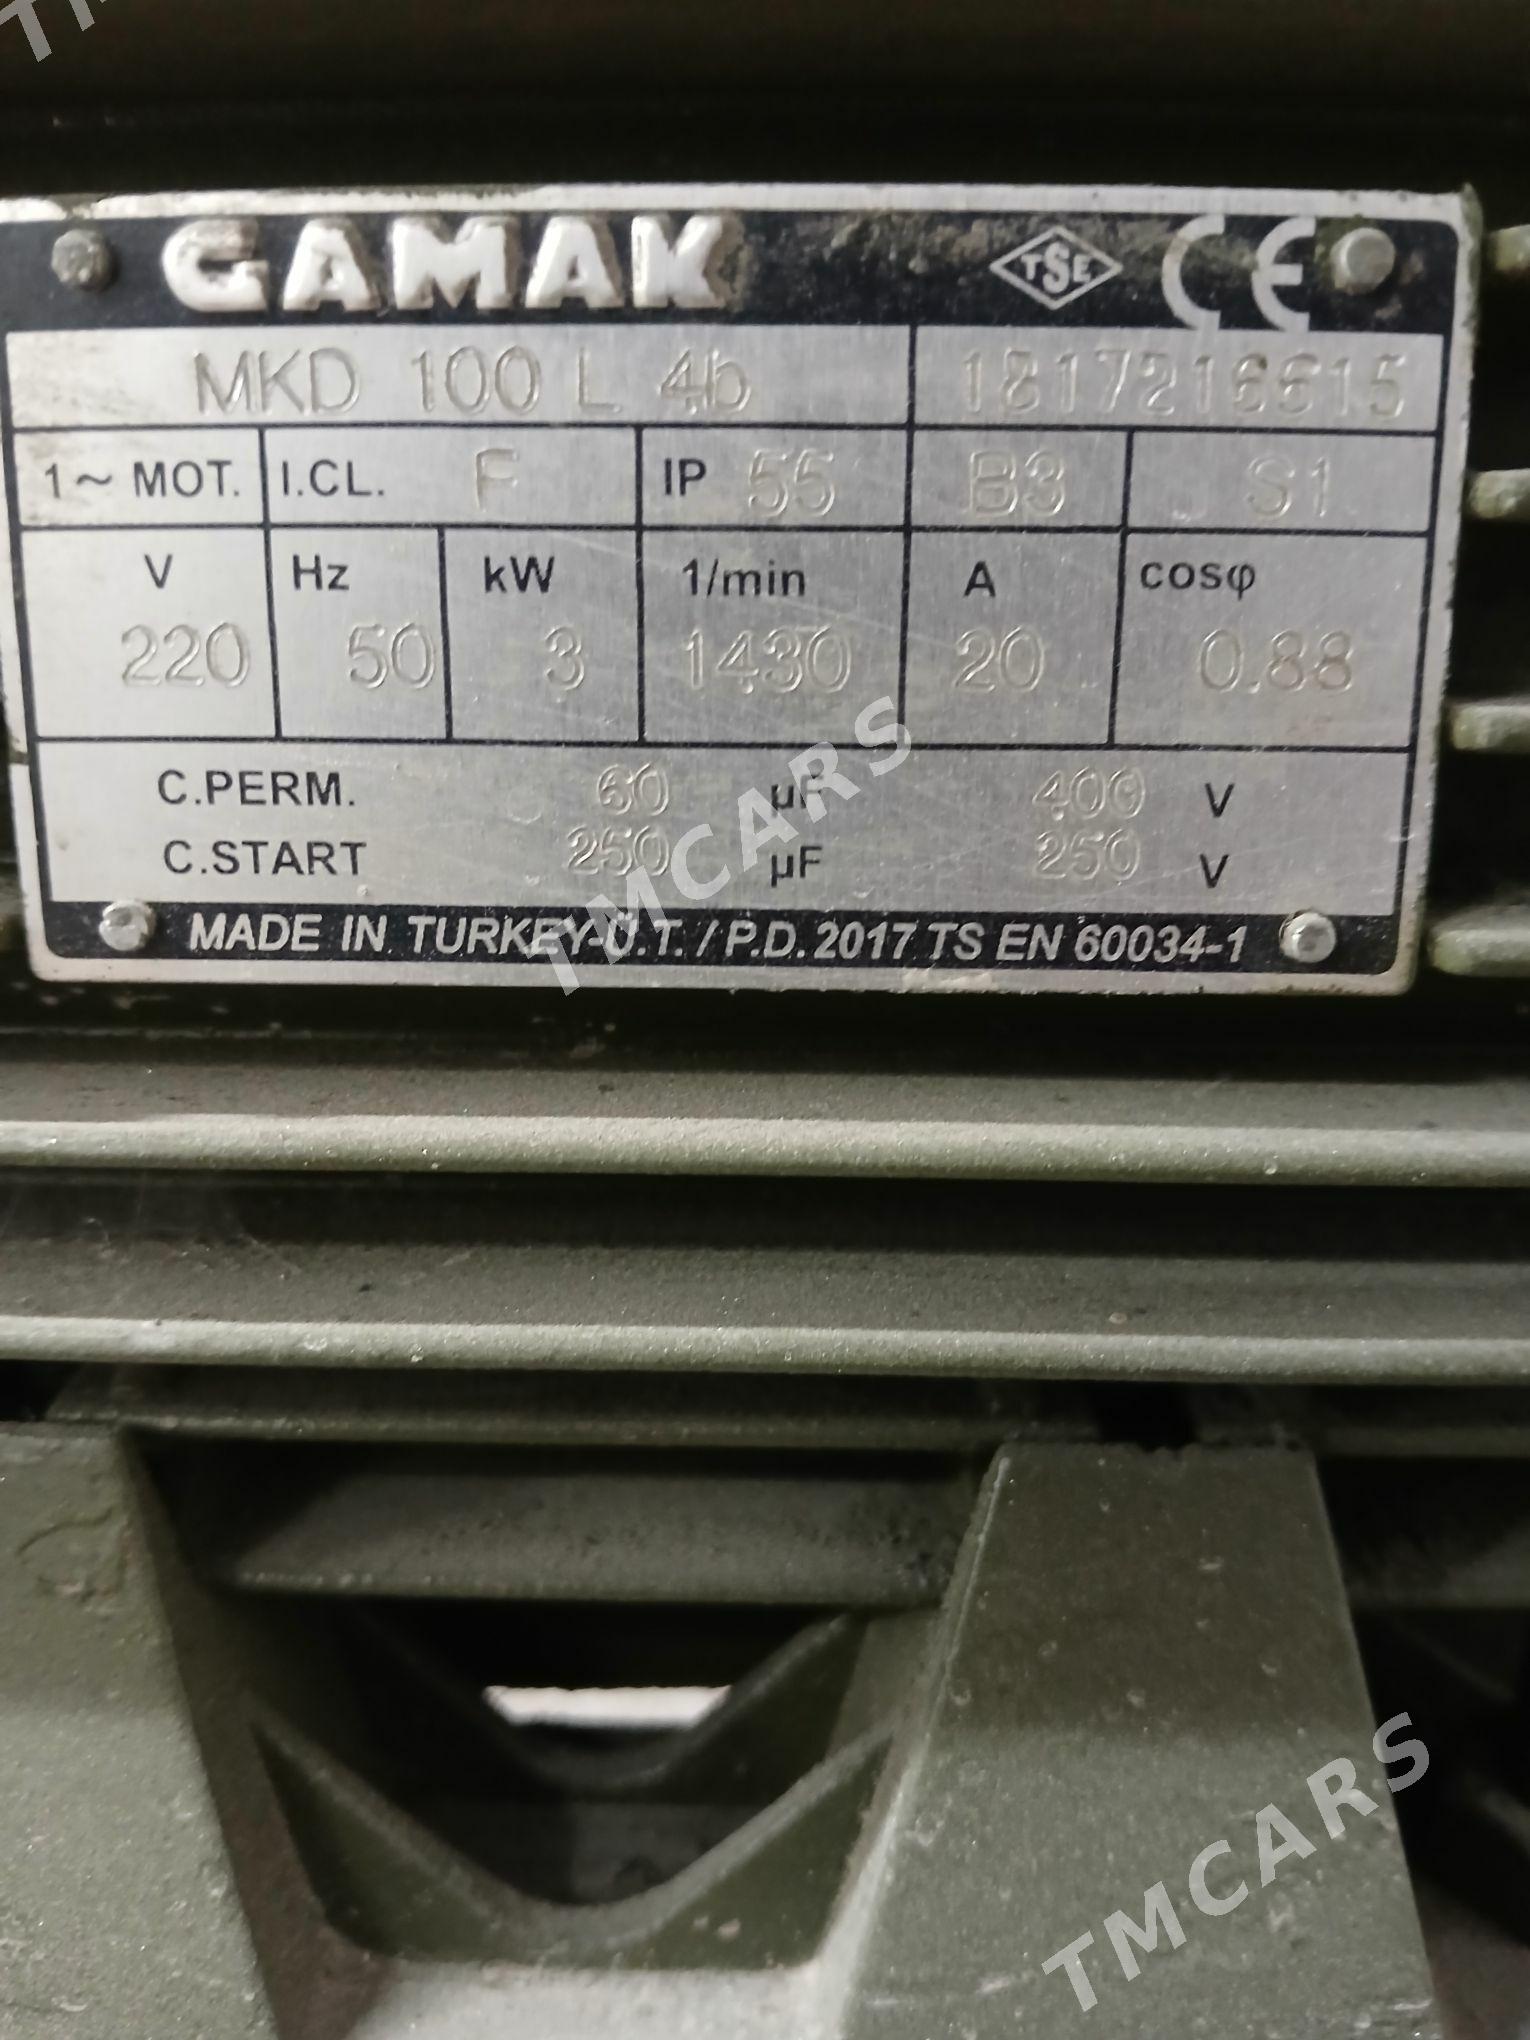 GAMAK TSE CE
MKD 100 L 4b 1817216615
1~ MOT. I.CL. F IP 55 B3 S1
V Hz kW 1/min A cosφ
220 50 3 1430 20 0.88
C.PERM. 60 µF 400 V
C.START 250 µF 250 V
MADE IN TURKEY-Ü.T. / P.D. 2017 TS EN 60034-1
TMCARS
TMCARS